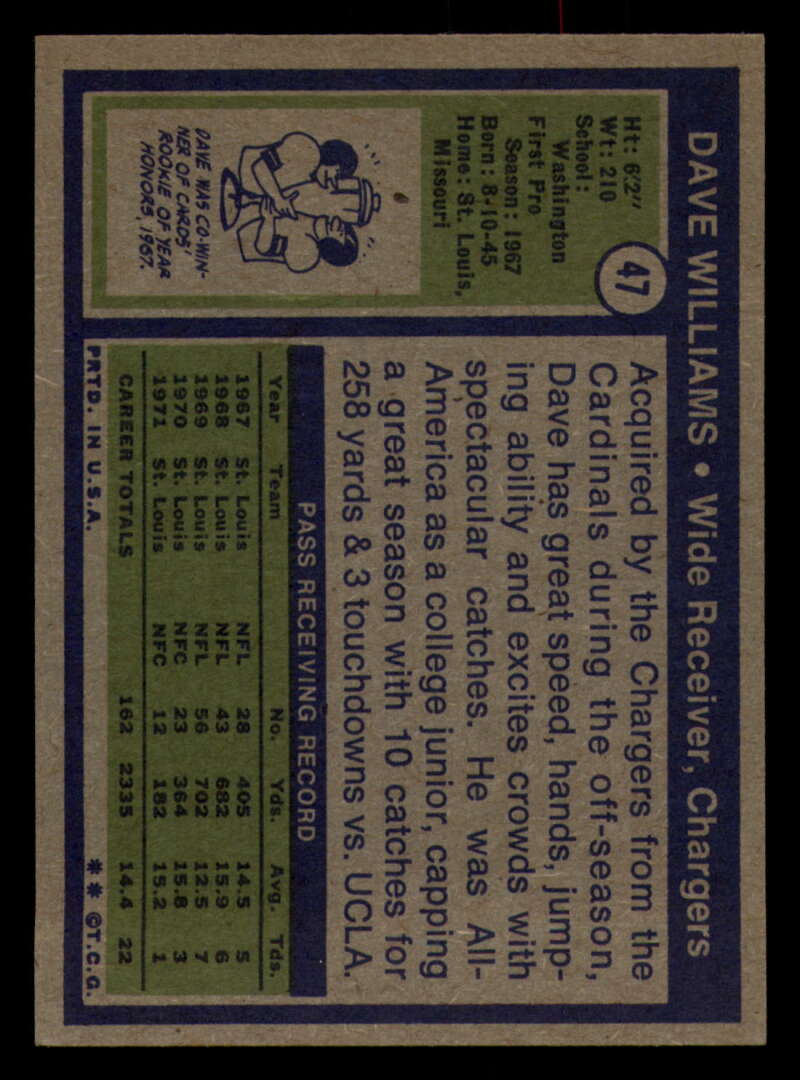 DAVE WILLIAMS • Wide Receiver, Chargers
47
Ht: 6'2"
Wt: 210
School:
Washington
First Pro
Season: 1967
Born: 8-10-45
Home: St. Louis,
Missouri
DAVE WAS CO-WIN-
NER OF CARDS'
ROOKIE OF YEAR
HONORS, 1967.
Acquired by the Chargers from the
Cardinals during the off-season,
Dave has great speed, hands, jump-
ing ability and excites crowds with
spectacular catches. He was All-
America as a college junior, capping
a great season with 10 catches for
258 yards & 3 touchdowns vs. UCLA.
PASS RECEIVING RECORD
Year Team No. Yds. Avg. Tds.
1967 St. Louis NFL 28 405 14.5 5
1968 St. Louis NFL 43 682 15.9 6
1969 St. Louis NFL 56 702 12.5 7
1970 St. Louis NFC 23 364 15.8 3
1971 St. Louis NFC 12 182 15.2 1
CAREER TOTALS 162 2335 14.4 22
PRTD. IN U.S.A. ** ©T.C.G.